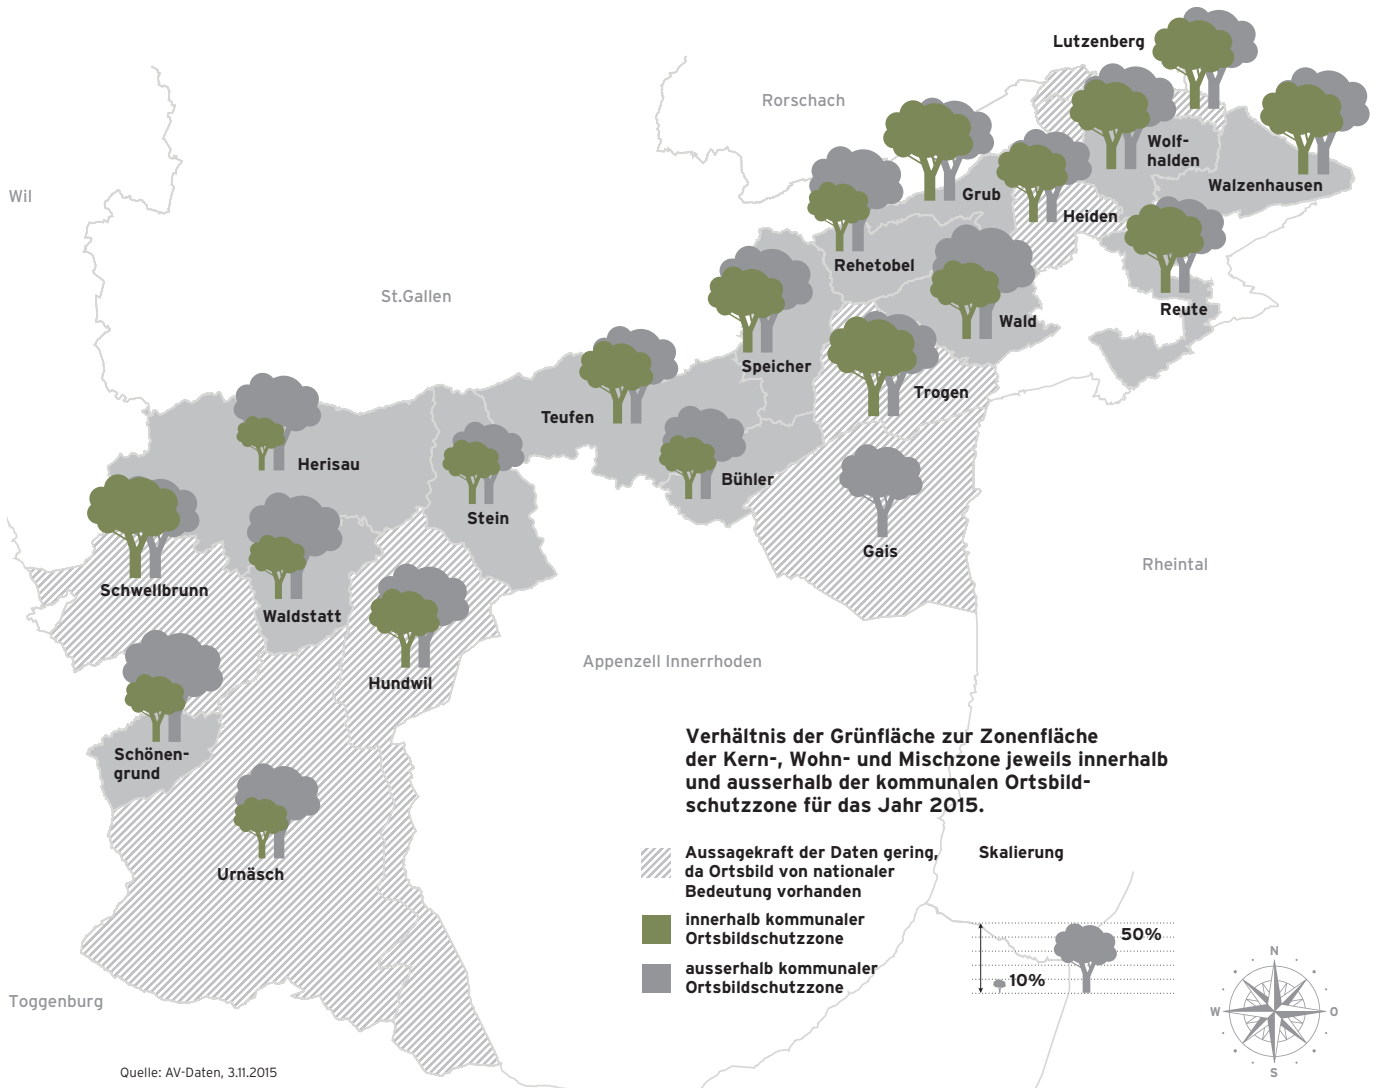 Lutzenberg
Rorschach
Wolf-
halden
Wil
Walzenhausen
Grub
Heiden
Rehetobel
St.Gallen
Reute
Wald
Speicher
Trogen
Teufen
Herisau
Bühler
Stein
Gais
Rheintal
Schwellbrunn
Waldstatt
Appenzell Innerrhoden
Hundwil
Schönen-
grund
Urnäsch
Toggenburg
Verhältnis der Grünfläche zur Zonenfläche
der Kern-, Wohn- und Mischzone jeweils innerhalb
und ausserhalb der kommunalen Ortsbild-
schutzzone für das Jahr 2015.
Aussagekraft der Daten gering,
da Ortsbild von nationaler
Bedeutung vorhanden
innerhalb kommunaler
Ortsbildschutzzone
ausserhalb kommunaler
Ortsbildschutzzone
Skalierung
50%
10%
N
W
O
S
Quelle: AV-Daten, 3.11.2015